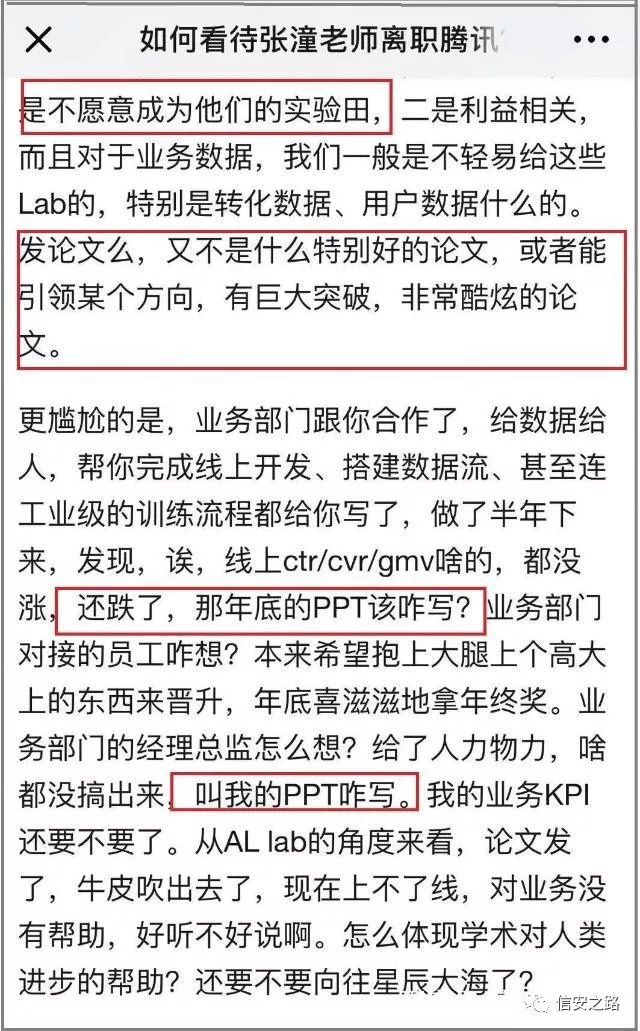 如何看待张潼老师离职腾讯
是不愿意成为他们的实验田，二是利益相关，
而且对于业务数据，我们一般是不轻易给这些
Lab的，特别是转化数据、用户数据什么的。
发论文么，又不是什么特别好的论文，或者能
引领某个方向，有巨大突破，非常酷炫的论
文。
更尴尬的是，业务部门跟你合作了，给数据给
人，帮你完成线上开发、搭建数据流、甚至连
工业级的训练流程都给你写了，做了半年下
来，发现，诶，线上ctr/cvr/gmv啥的，都没
涨，还跌了，那年底的PPT该咋写？业务部门
对接的员工咋想？本来希望抱上大腿上个高大
上的东西来晋升，年底喜滋滋地拿年终奖。业
务部门的经理总监怎么想？给了人力物力，啥
都没搞出来，叫我的PPT咋写。我的业务KPI
还要不要了。从AL lab的角度来看，论文发
了，牛皮吹出去了，现在上不了线，对业务没
有帮助，好听不好说啊。怎么体现学术对人类
进步的帮助？还要不要向往星辰大海了？
信安之路